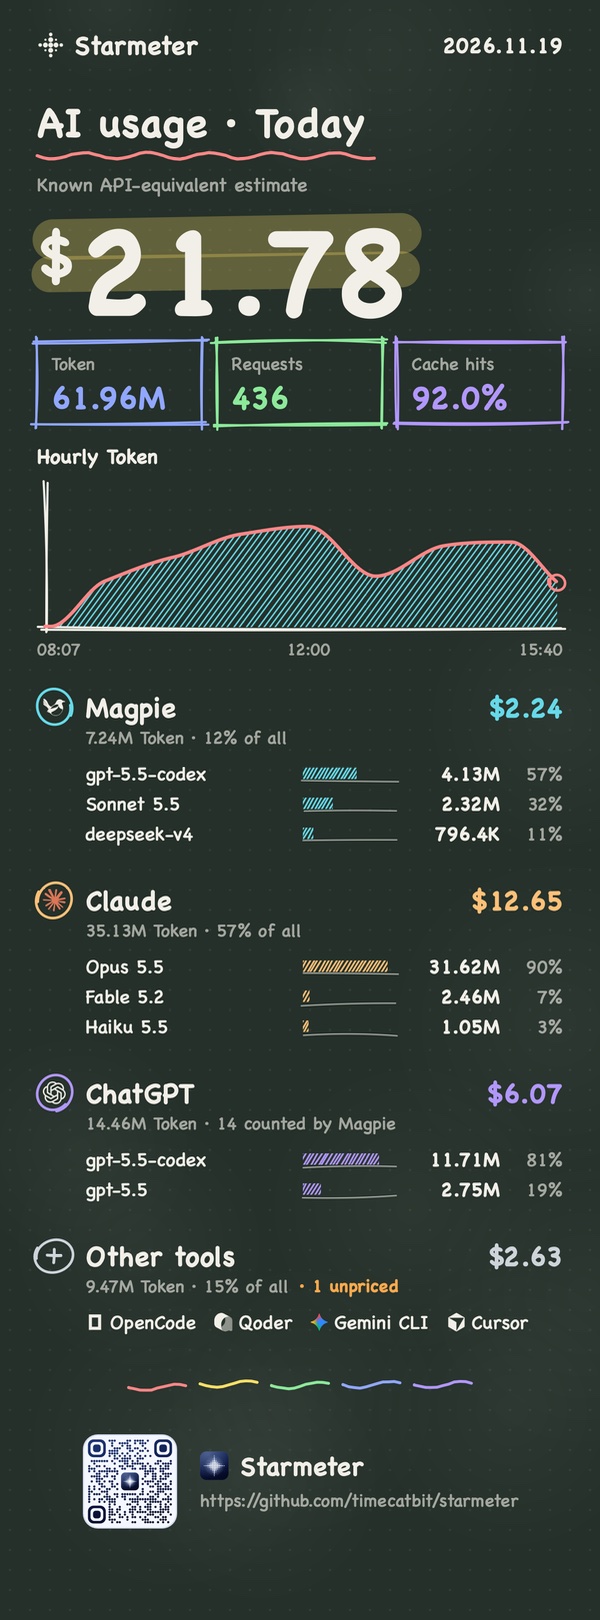 Starmeter 2026.11.19
AI usage · Today
Known API-equivalent estimate
$21.78
Token Requests Cache hits
61.96M 436 92.0%
Hourly Token
08:07 12:00 15:40
Magpie $2.24
7.24M Token · 12% of all
gpt-5.5-codex 4.13M 57%
Sonnet 5.5 2.32M 32%
deepseek-v4 796.4K 11%
Claude $12.65
35.13M Token · 57% of all
Opus 5.5 31.62M 90%
Fable 5.2 2.46M 7%
Haiku 5.5 1.05M 3%
ChatGPT $6.07
14.46M Token · 14 counted by Magpie
gpt-5.5-codex 11.71M 81%
gpt-5.5 2.75M 19%
Other tools $2.63
9.47M Token · 15% of all · 1 unpriced
OpenCode Qoder Gemini CLI Cursor
Starmeter
https://github.com/timecatbit/starmeter